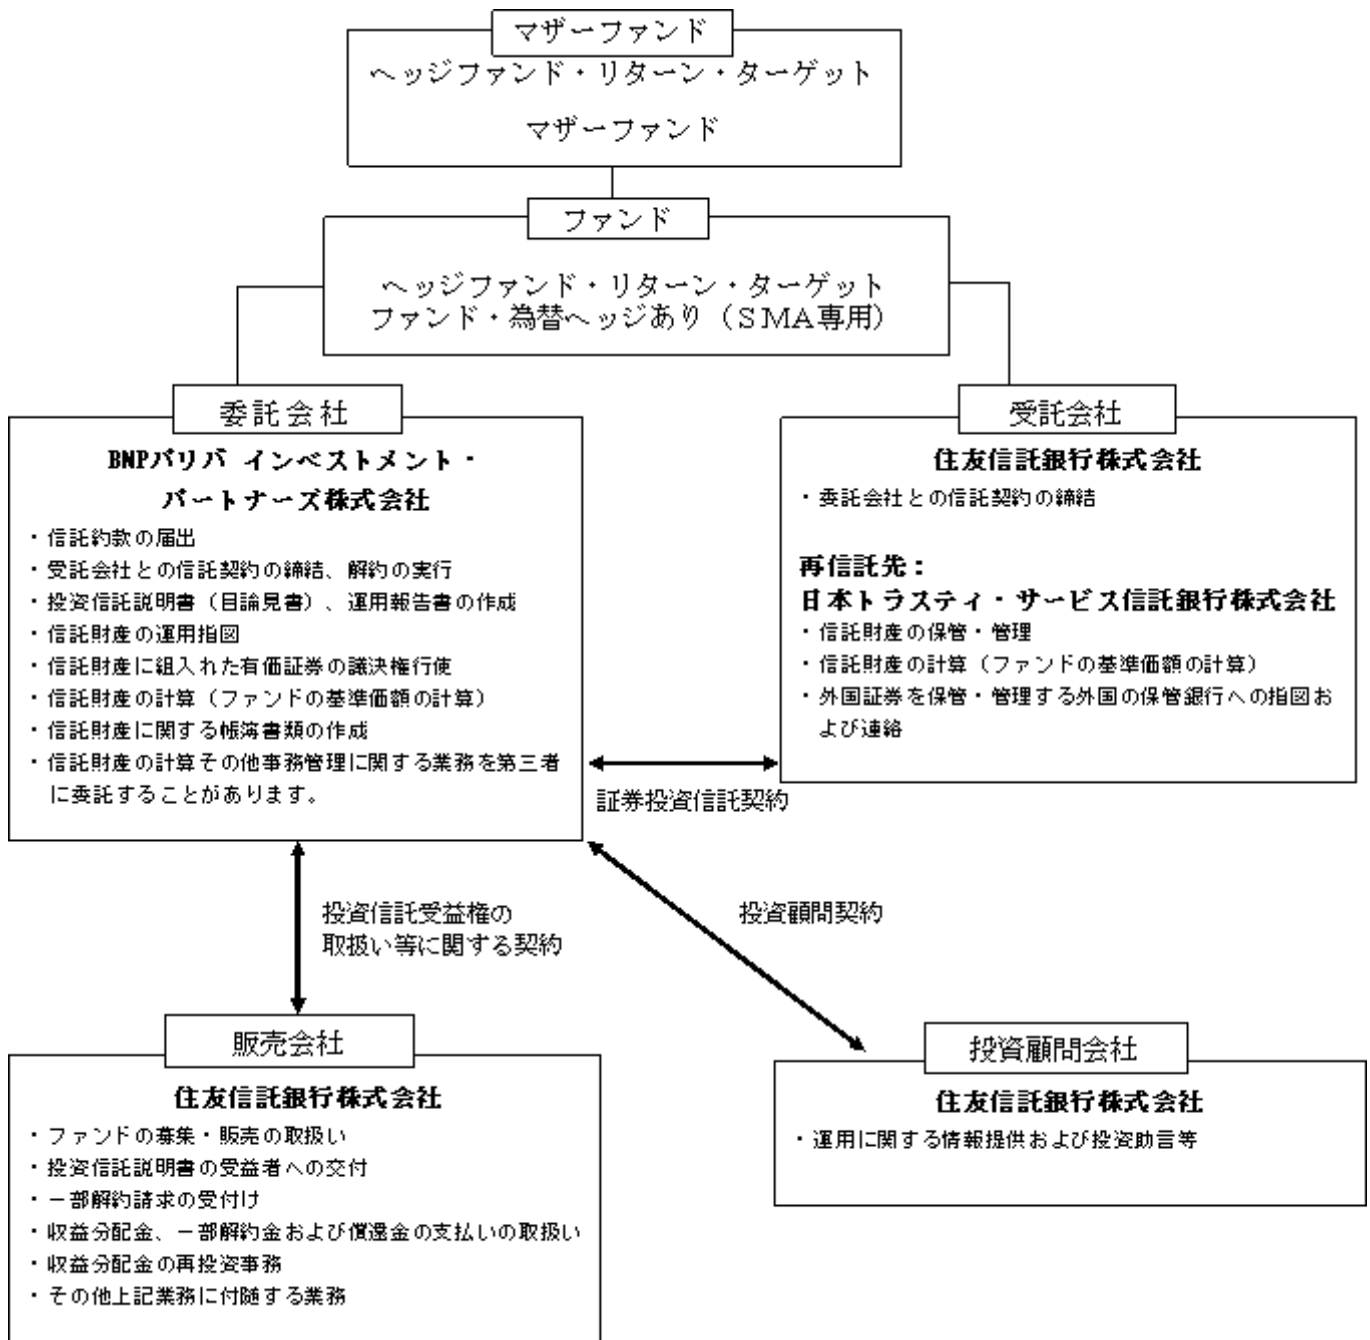 マザーファンド
ヘッジファンド・リターン・ターゲット
マザーファンド
ファンド
ヘッジファンド・リターン・ターゲット
ファンド・為替ヘッジあり（ＳＭＡ専用）
委託会社
BNPパリバ インベストメント・
パートナーズ株式会社
・信託約款の届出
・受託会社との信託契約の締結、解約の実行
・投資信託説明書（目論見書）、運用報告書の作成
・信託財産の運用指図
・信託財産に組入れた有価証券の議決権行使
・信託財産の計算（ファンドの基準価額の計算）
・信託財産に関する帳簿書類の作成
・信託財産の計算その他事務管理に関する業務を第三者
に委託することがあります。
受託会社
住友信託銀行株式会社
・委託会社との信託契約の締結
再信託先：
日本トラスティ・サービス信託銀行株式会社
・信託財産の保管・管理
・信託財産の計算（ファンドの基準価額の計算）
・外国証券を保管・管理する外国の保管銀行への指図お
よび連絡
証券投資信託契約
投資信託受益権の
取扱い等に関する契約
投資顧問契約
販売会社
住友信託銀行株式会社
・ファンドの募集・販売の取扱い
・投資信託説明書の受益者への交付
・一部解約請求の受付け
・収益分配金、一部解約金および償還金の支払いの取扱い
・収益分配金の再投資事務
・その他上記業務に付随する業務
投資顧問会社
住友信託銀行株式会社
・運用に関する情報提供および投資助言等